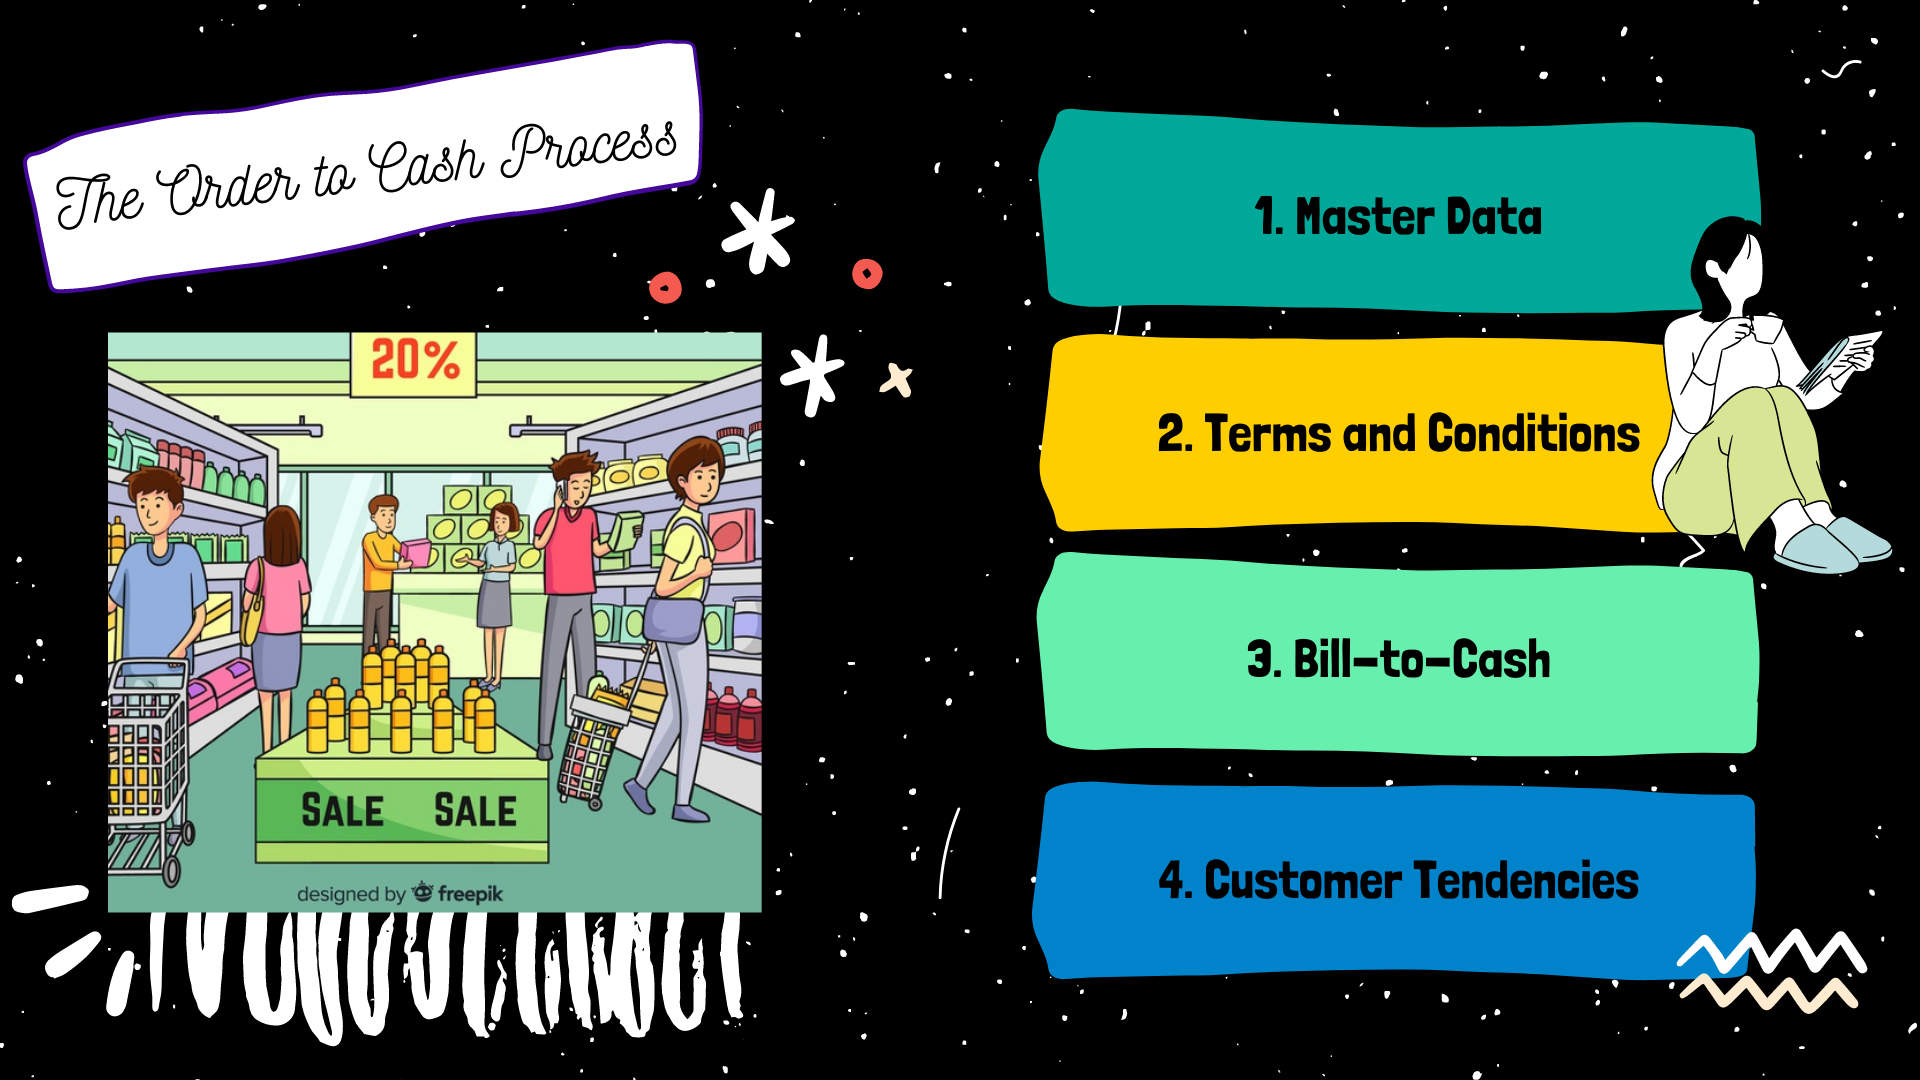 The Order to Cash Process
20%
SALE SALE
designed by freepik
1. Master Data
2. Terms and Conditions
3. Bill-to-Cash
4. Customer Tendencies